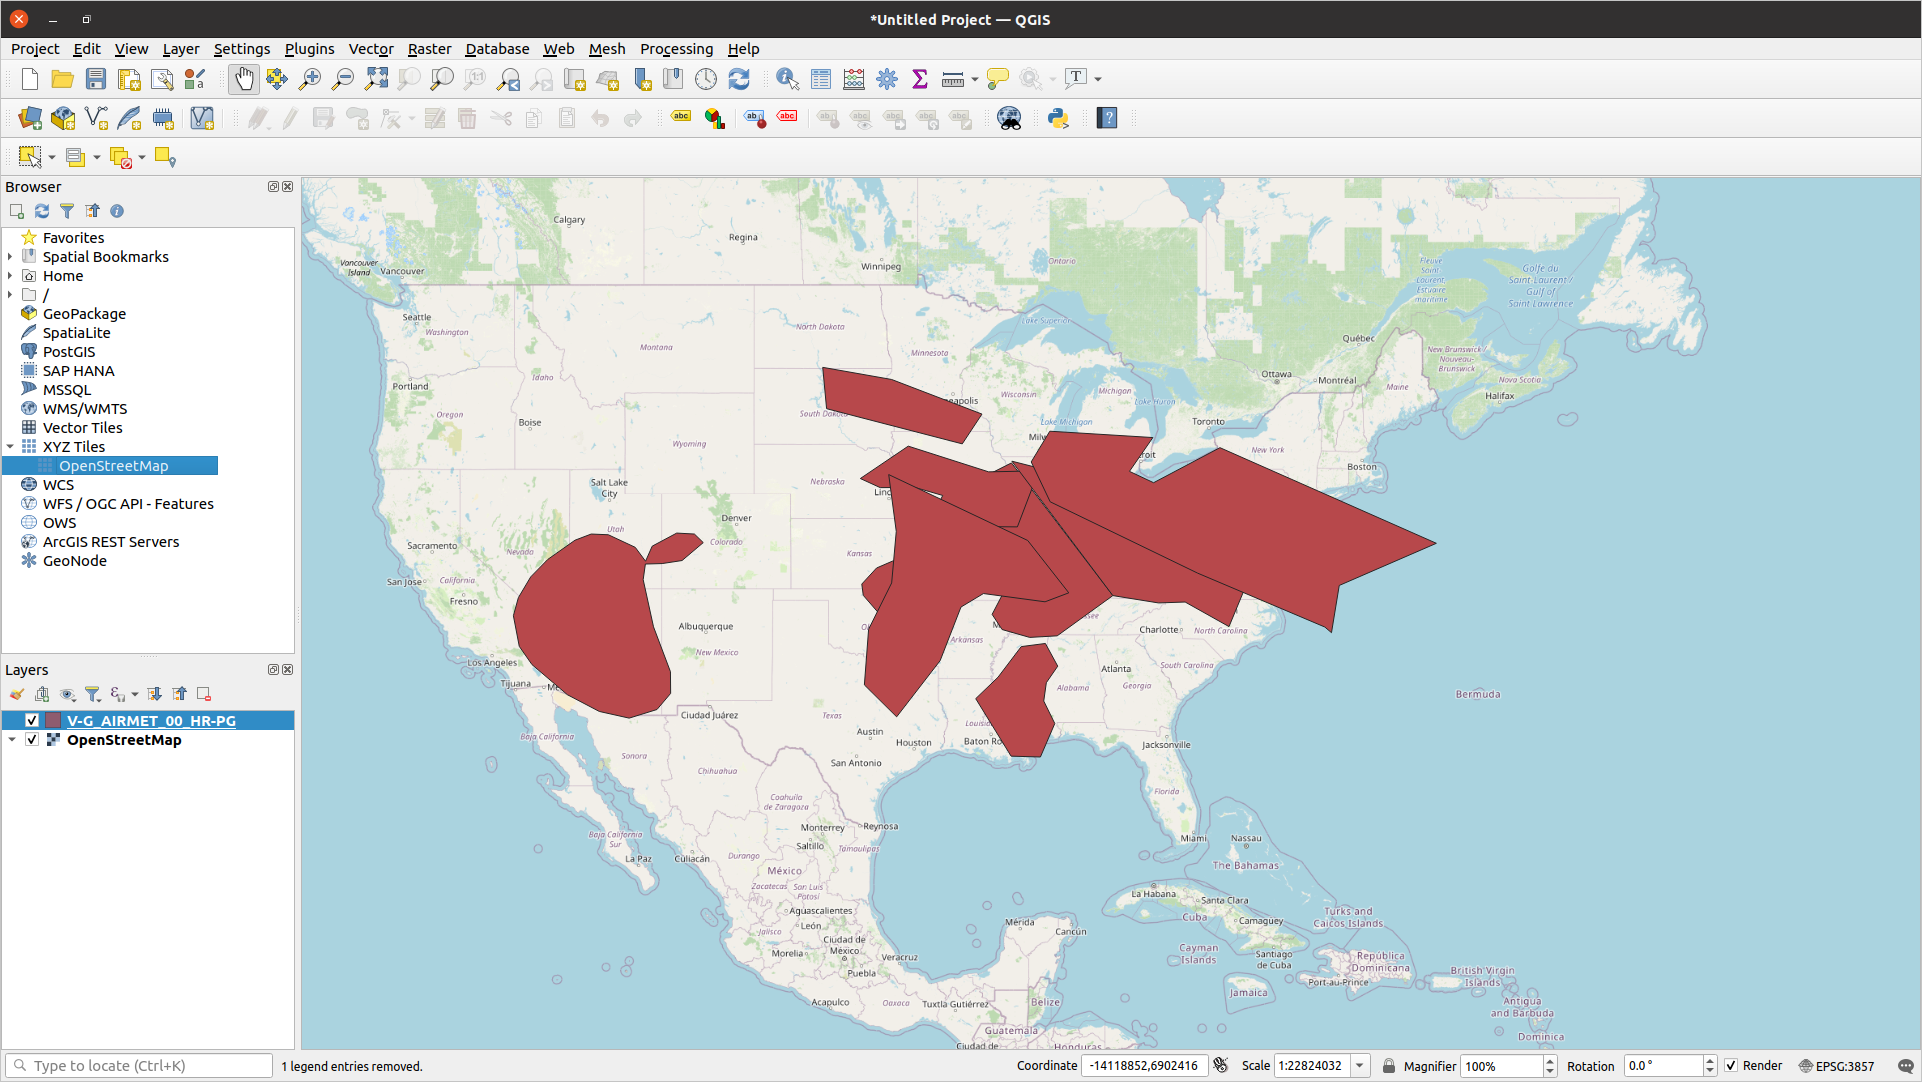 *Untitled Project — QGIS
Project Edit View Layer Settings Plugins Vector Raster Database Web Mesh Processing Help
Browser
Favorites
Spatial Bookmarks
Home
/
GeoPackage
SpatiaLite
PostGIS
SAP HANA
MSSQL
WMS/WMTS
Vector Tiles
XYZ Tiles
OpenStreetMap
WCS
WFS / OGC API - Features
OWS
ArcGIS REST Servers
GeoNode
Layers
V-G_AIRMET_00_HR-PG
OpenStreetMap
Calgary
Regina
Winnipeg
Vancouver Island
Vancouver
Ontario
Fleuve Saint-Laurent Estuaire maritime
Golfe du Saint-Laurent / Gulf of Saint-Lawrence
Seattle
Washington
North Dakota
Lake Superior
Montana
Minnesota
Québec
New Brunswick / Nouveau-Brunswick
Portland
Idaho
Ottawa
Montréal
Nova Scotia
Halifax
Oregon
Boise
South Dakota
Wisconsin
Michigan
Lake Huron
Maine
Wyoming
Lake Michigan
Toronto
New York
Boston
Salt Lake City
Nebraska
Utah
Denver
Colorado
Sacramento
Nevada
Kansas
San Jose
California
Fresno
Albuquerque
New Mexico
Arkansas
Charlotte
North Carolina
Los Angeles
Tijuana
Atlanta
South Carolina
Alabama
Georgia
Bermuda
Ciudad Juárez
Texas
Austin
Houston
San Antonio
Jacksonville
Baja California
Sonora
Chihuahua
Coahuila de Zaragoza
Florida
Monterrey
Reynosa
Saltillo
Tamaulipas
Miami
Nassau
The Bahamas
Baja California Sur
La Paz
Culiacán
Durango
México
Zacatecas
San Luis Potosí
Aguascalientes
León
Jalisco
Ciudad de México
Morelia
Veracruz
Puebla
Mérida
Cancún
La Habana
Santa Clara
Cuba
Camaguey
Turks and Caicos Islands
Cayman Islands
Santiago de Cuba
República Dominicana
Port-au-Prince
British Virgin Islands
Jamaica
Antigua and Barbuda
Dominica
Acapulco
Oaxaca
Tuxtla Gutiérrez
Belize
Guatemala
Ciudad de
Honduras
Type to locate (Ctrl+K)
1 legend entries removed.
Coordinate -14118852,6902416 Scale 1:22824032 Magnifier 100% Rotation 0.0 ° Render EPSG:3857